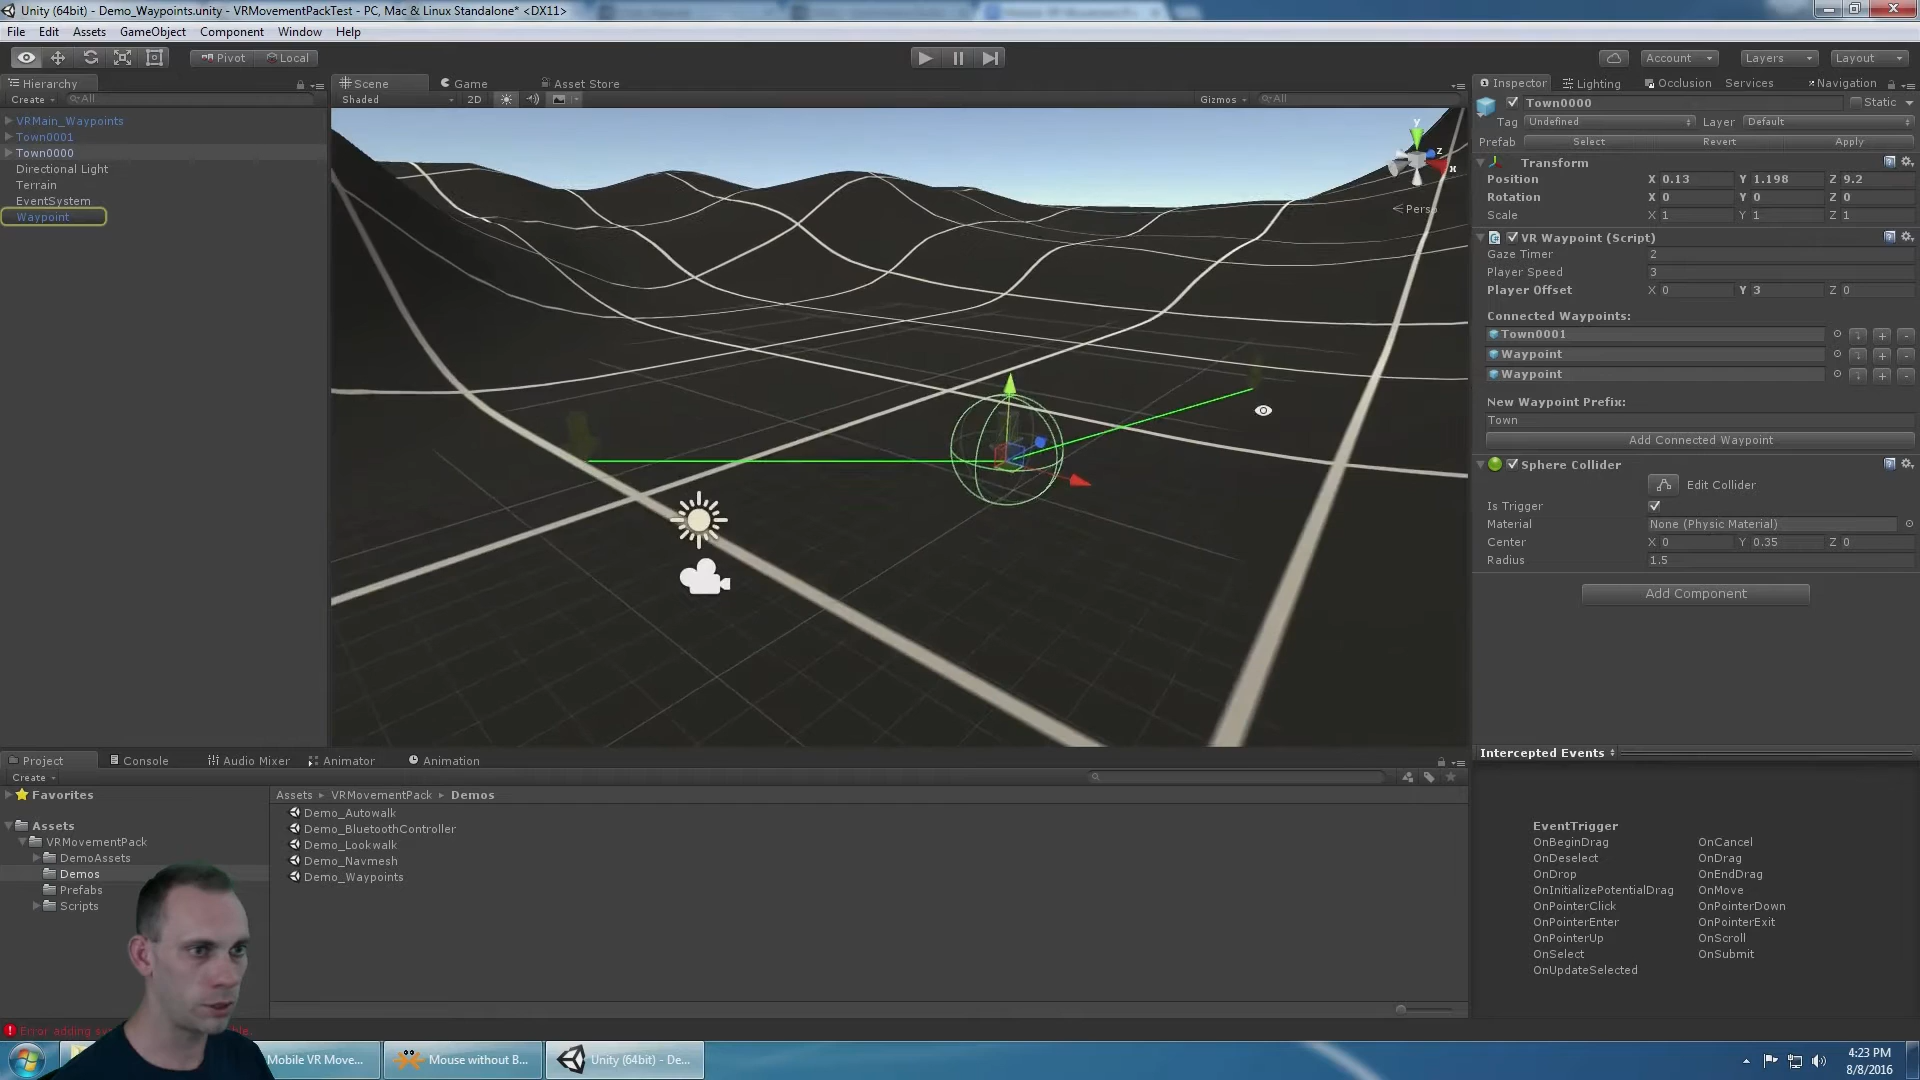 Unity (64bit) - Demo_Waypoints.unity - VRMovementPackTest - PC, Mac & Linux Standalone* <DX11>
File Edit Assets GameObject Component Window Help
Pivot Local
Account Layers Layout
Hierarchy
Create All
VRMain_Waypoints
Town0001
Town0000
Directional Light
Terrain
EventSystem
Waypoint
Scene Game Asset Store
Shaded 2D Gizmos All
y
z
x
Persp
Inspector Lighting Occlusion Services Navigation
Town0000 Static
Tag Undefined Layer Default
Prefab Select Revert Apply
Transform
Position X 0.13 Y 1.198 Z 9.2
Rotation X 0 Y 0 Z 0
Scale X 1 Y 1 Z 1
VR Waypoint (Script)
Gaze Timer 2
Player Speed 3
Player Offset X 0 Y 3 Z 0
Connected Waypoints:
Town0001 + -
Waypoint + -
Waypoint + -
New Waypoint Prefix:
Town
Add Connected Waypoint
Sphere Collider
Edit Collider
Is Trigger
Material None (Physic Material)
Center X 0 Y 0.35 Z 0
Radius 1.5
Add Component
Intercepted Events
EventTrigger
OnBeginDrag OnCancel
OnDeselect OnDrag
OnDrop OnEndDrag
OnInitializePotentialDrag OnMove
OnPointerClick OnPointerDown
OnPointerEnter OnPointerExit
OnPointerUp OnScroll
OnSelect OnSubmit
OnUpdateSelected
Project Console Audio Mixer Animator Animation
Create
Favorites
Assets
VRMovementPack
DemoAssets
Demos
Prefabs
Scripts
Assets VRMovementPack Demos
Demo_Autowalk
Demo_BluetoothController
Demo_Lookwalk
Demo_Navmesh
Demo_Waypoints
Error adding
Mobile VR Move...
Mouse without B...
Unity (64bit) - De...
4:23 PM
8/8/2016